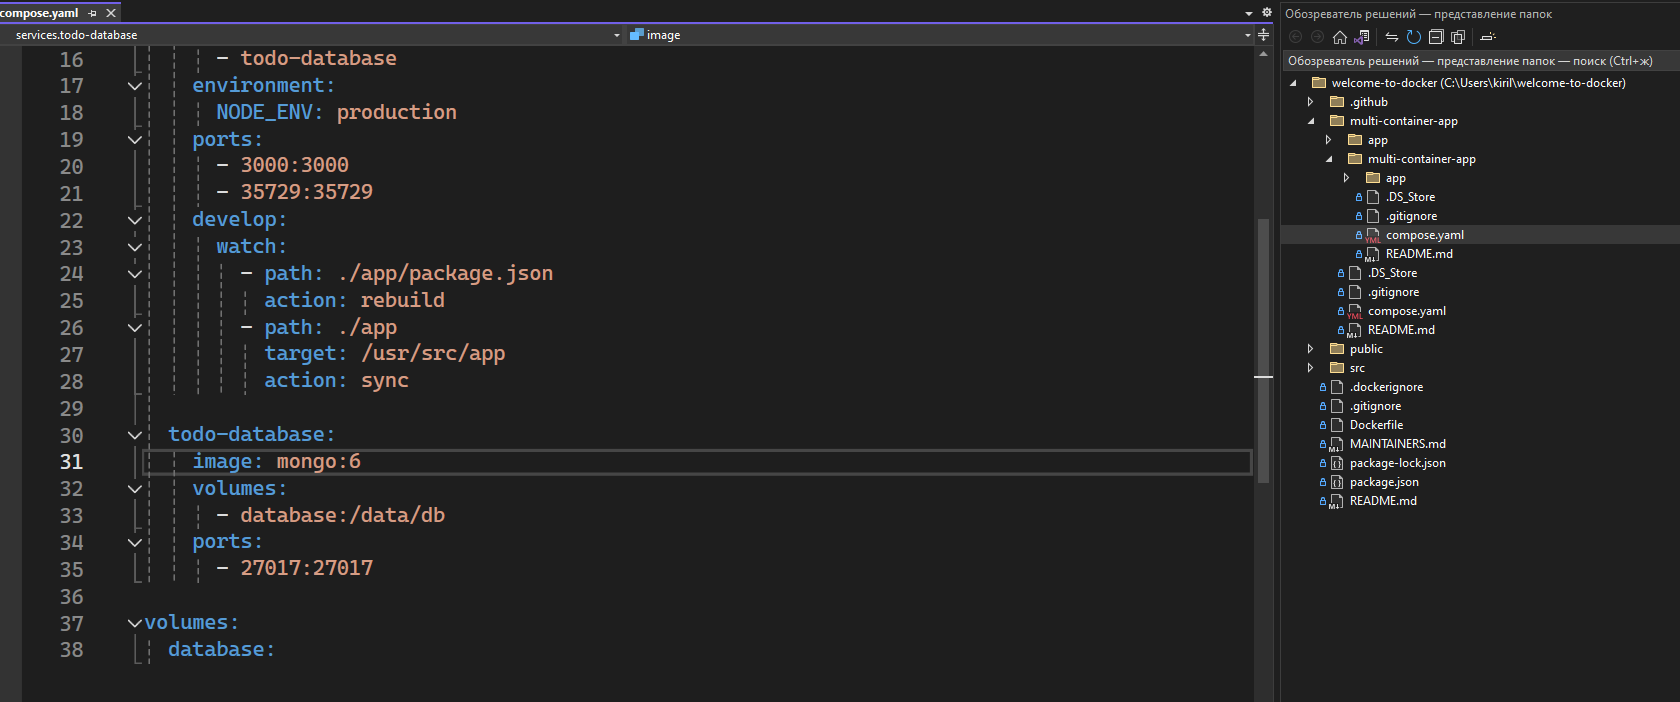 compose.yaml
services.todo-database
image
16 - todo-database
17 environment:
18 NODE_ENV: production
19 ports:
20 - 3000:3000
21 - 35729:35729
22 develop:
23 watch:
24 - path: ./app/package.json
25 action: rebuild
26 - path: ./app
27 target: /usr/src/app
28 action: sync
29
30 todo-database:
31 image: mongo:6
32 volumes:
33 - database:/data/db
34 ports:
35 - 27017:27017
36
37 volumes:
38 database:
Обозреватель решений — представление папок
Обозреватель решений — представление папок — поиск (Ctrl+ж)
welcome-to-docker (C:\Users\kiril\welcome-to-docker)
.github
multi-container-app
app
multi-container-app
app
.DS_Store
.gitignore
compose.yaml
README.md
.DS_Store
.gitignore
compose.yaml
README.md
public
src
.dockerignore
.gitignore
Dockerfile
MAINTAINERS.md
package-lock.json
package.json
README.md